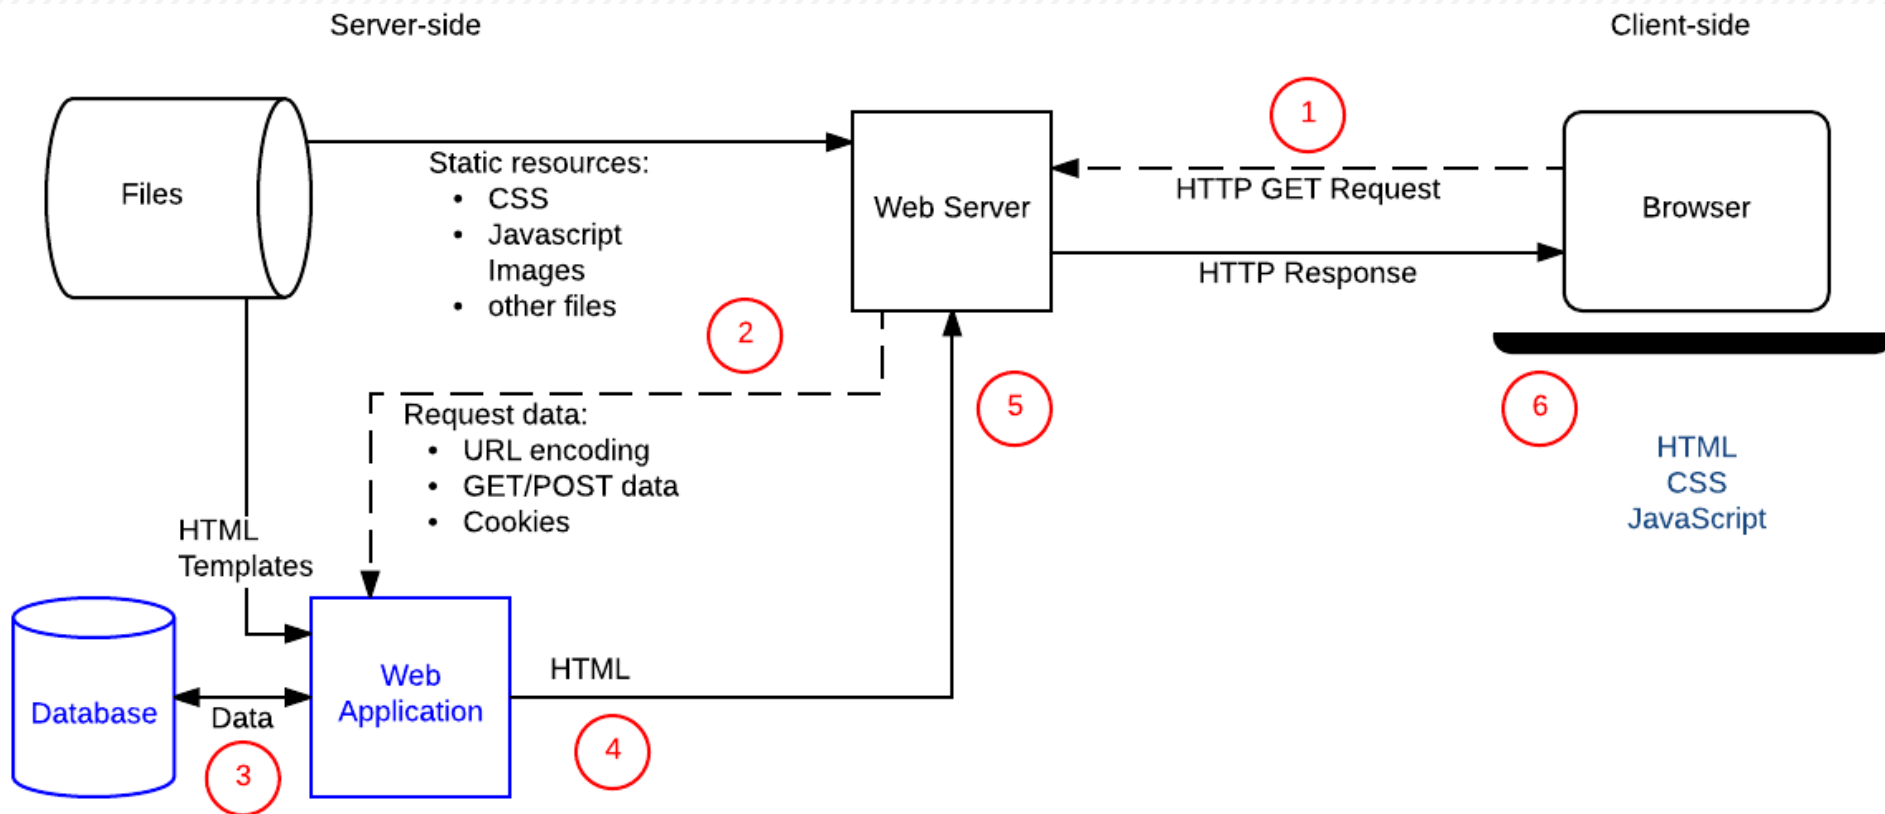 Server-side
Client-side
1
Files
Static resources:
• CSS
• Javascript
Images
• other files
Web Server
HTTP GET Request
HTTP Response
Browser
2
Request data:
• URL encoding
• GET/POST data
• Cookies
5
6
HTML
CSS
JavaScript
HTML
Templates
Database
Data
3
Web
Application
HTML
4